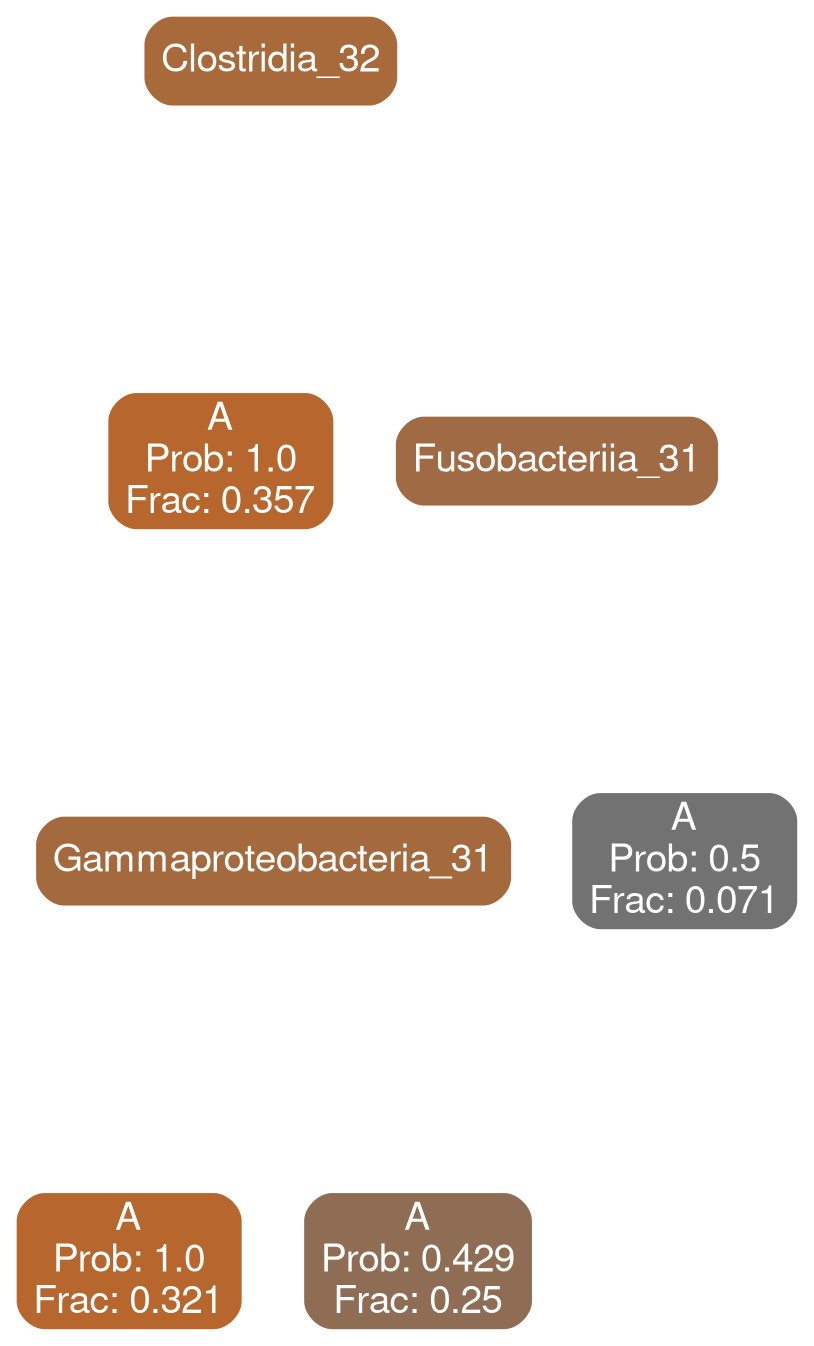 Clostridia_32
A
Prob: 1.0
Frac: 0.357
Fusobacteriia_31
Gammaproteobacteria_31
A
Prob: 0.5
Frac: 0.071
A
Prob: 1.0
Frac: 0.321
A
Prob: 0.429
Frac: 0.25